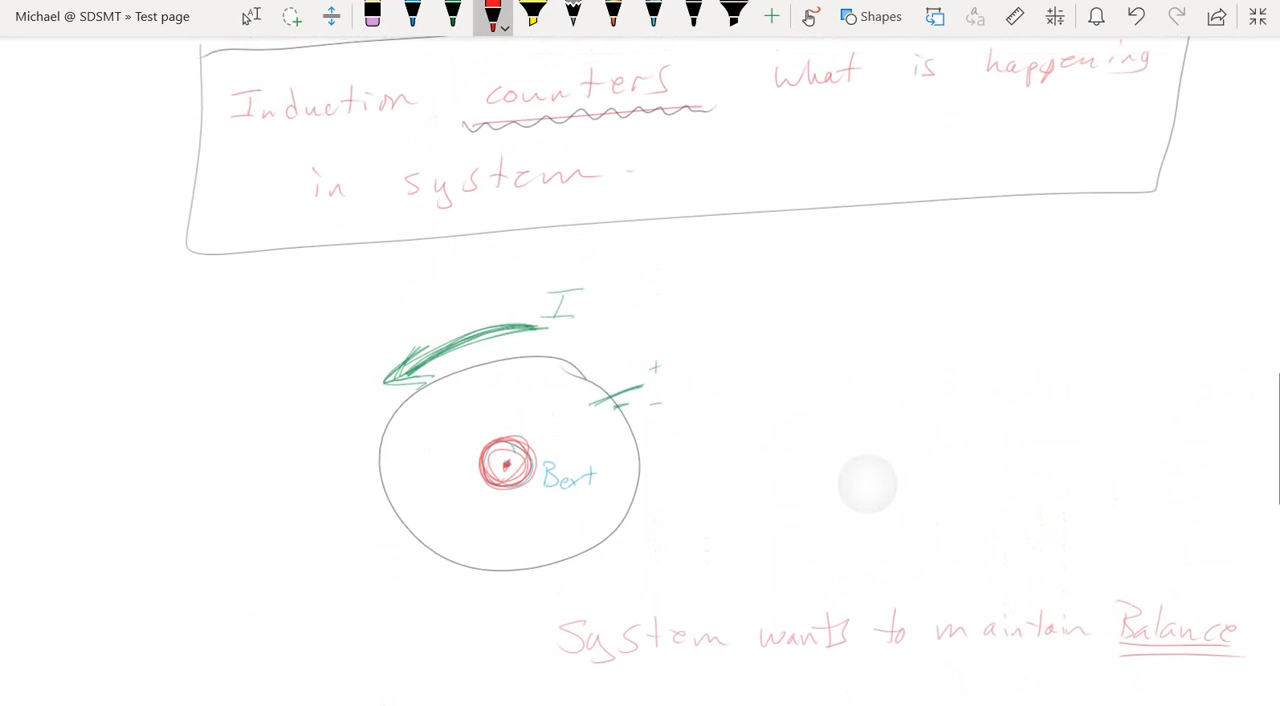 Michael @ SDSMT » Test page
Shapes
Induction counters what is happening
in system.
I
+
-
Bext
System wants to maintain Balance